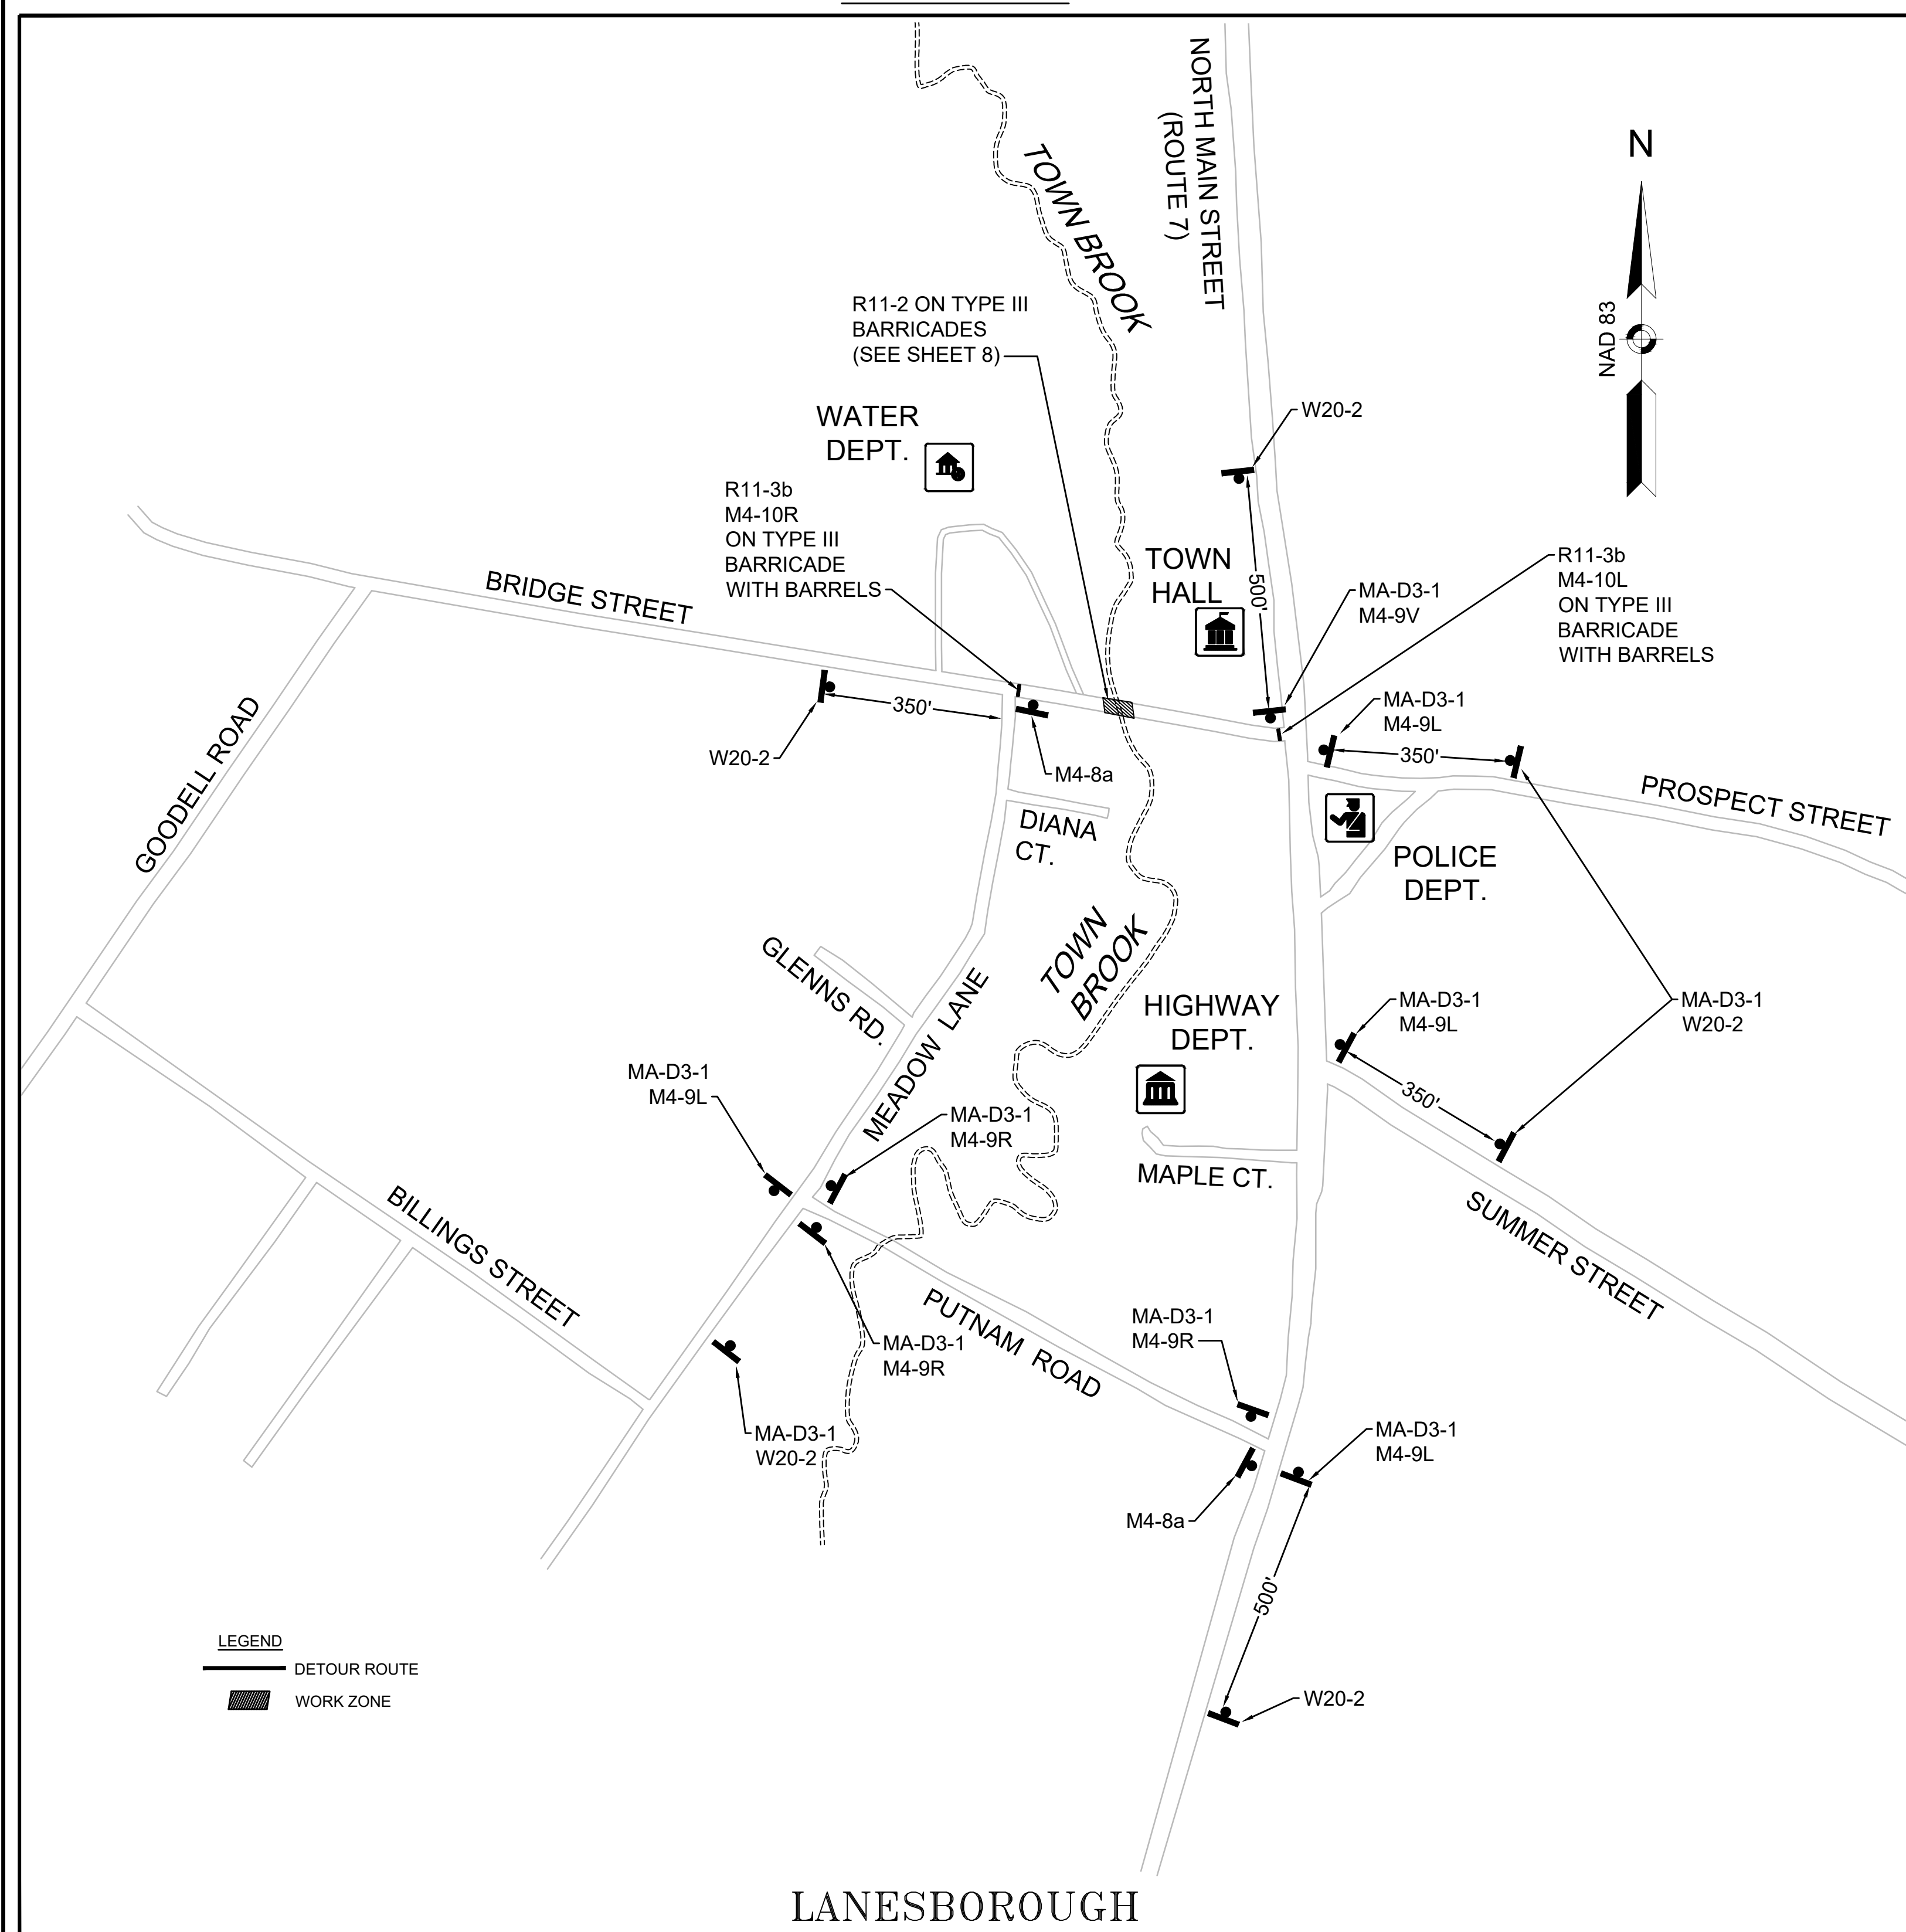 NORTH MAIN STREET
(ROUTE 7)
N
NAD 83
TOWN BROOK
R11-2 ON TYPE III
BARRICADES
(SEE SHEET 8)
WATER
DEPT.
W20-2
R11-3b
M4-10R
ON TYPE III
BARRICADE
WITH BARRELS
TOWN
HALL
500'
MA-D3-1
M4-9V
R11-3b
M4-10L
ON TYPE III
BARRICADE
WITH BARRELS
BRIDGE STREET
MA-D3-1
M4-9L
350'
350'
W20-2
M4-8a
PROSPECT STREET
GOODELL ROAD
DIANA
CT.
POLICE
DEPT.
GLENNS RD.
MEADOW LANE
TOWN
BROOK
HIGHWAY
DEPT.
MA-D3-1
M4-9L
MA-D3-1
W20-2
350'
MA-D3-1
M4-9L
MA-D3-1
M4-9R
MAPLE CT.
SUMMER STREET
BILLINGS STREET
PUTNAM ROAD
MA-D3-1
M4-9R
MA-D3-1
M4-9R
MA-D3-1
W20-2
MA-D3-1
M4-9L
M4-8a
500'
W20-2
LEGEND
DETOUR ROUTE
WORK ZONE
LANESBOROUGH